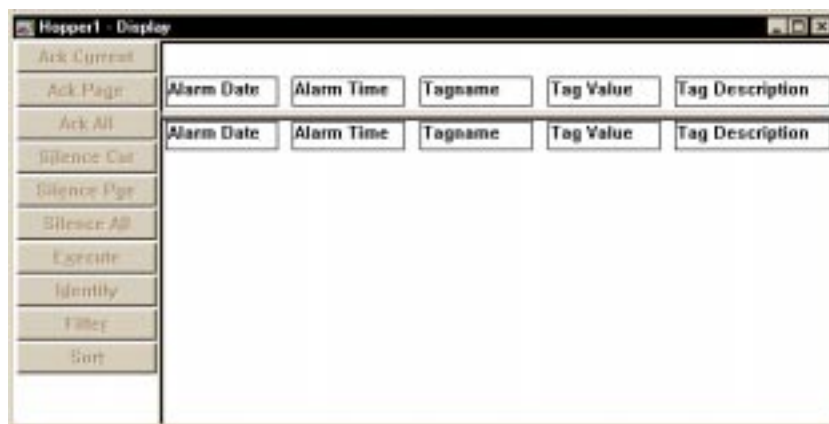 Hopper1 - Display
Ack Current
Ack Page
Ack All
Silence Cur
Silence Pge
Silence All
Execute
Identify
Filter
Sort
Alarm Date Alarm Time Tagname Tag Value Tag Description
Alarm Date Alarm Time Tagname Tag Value Tag Description